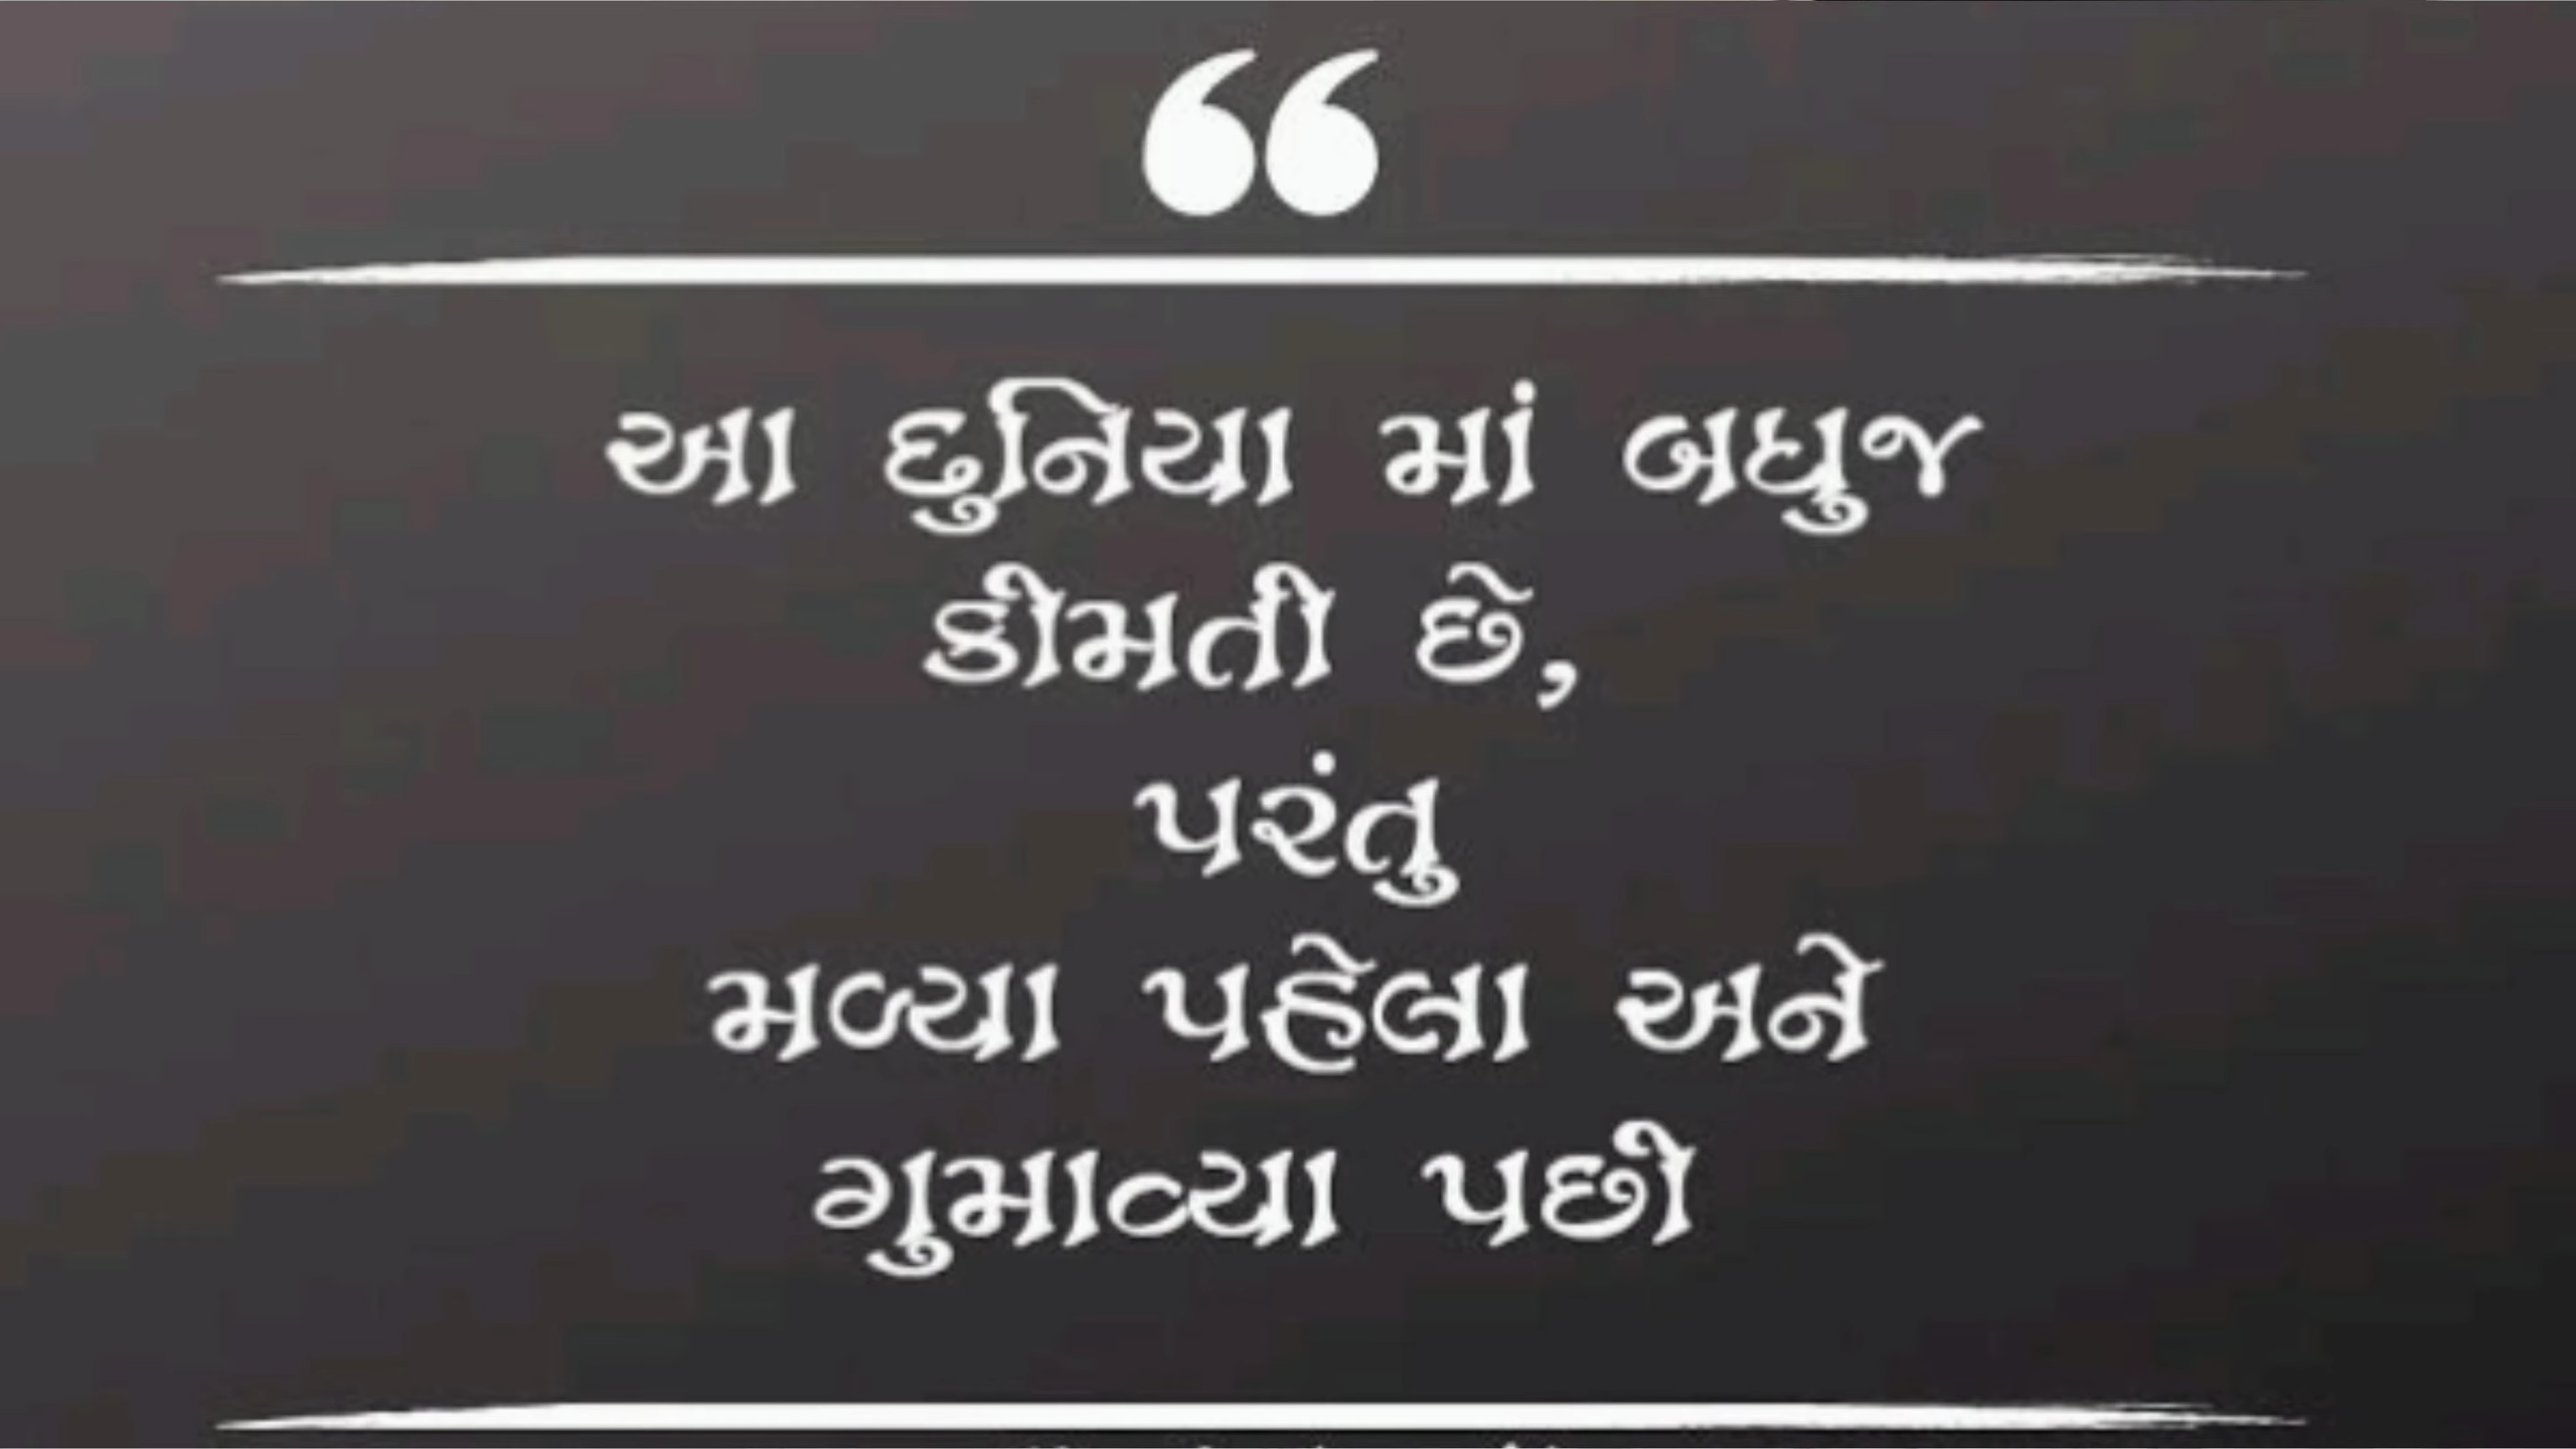 “
આ દુનિયા માં બધુજ
કીમતી છે,
પરંતુ
મળ્યા પહેલા અને
ગુમાવ્યા પછી